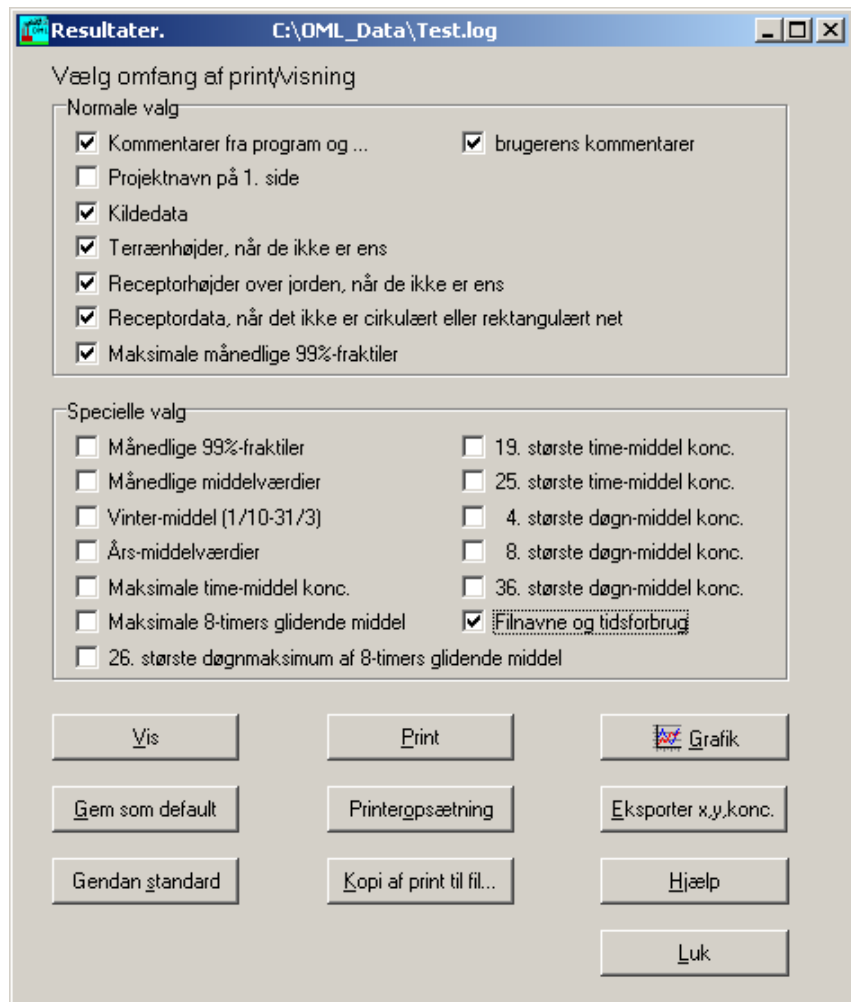 Resultater. C:\OML_Data\Test.log
Vælg omfang af print/visning
Normale valg
Kommentarer fra program og ... brugerens kommentarer
Projektnavn på 1. side
Kildedata
Terrænhøjder, når de ikke er ens
Receptorhøjder over jorden, når de ikke er ens
Receptordata, når det ikke er cirkulært eller rektangulært net
Maksimale månedlige 99%-fraktiler
Specielle valg
Månedlige 99%-fraktiler 19. største time-middel konc.
Månedlige middelværdier 25. største time-middel konc.
Vinter-middel (1/10-31/3) 4. største døgn-middel konc.
Års-middelværdier 8. største døgn-middel konc.
Maksimale time-middel konc. 36. største døgn-middel konc.
Maksimale 8-timers glidende middel Filnavne og tidsforbrug
26. største døgnmaksimum af 8-timers glidende middel
Vis Print Grafik
Gem som default Printeropsætning Eksporter x,y,konc.
Gendan standard Kopi af print til fil... Hjælp
Luk